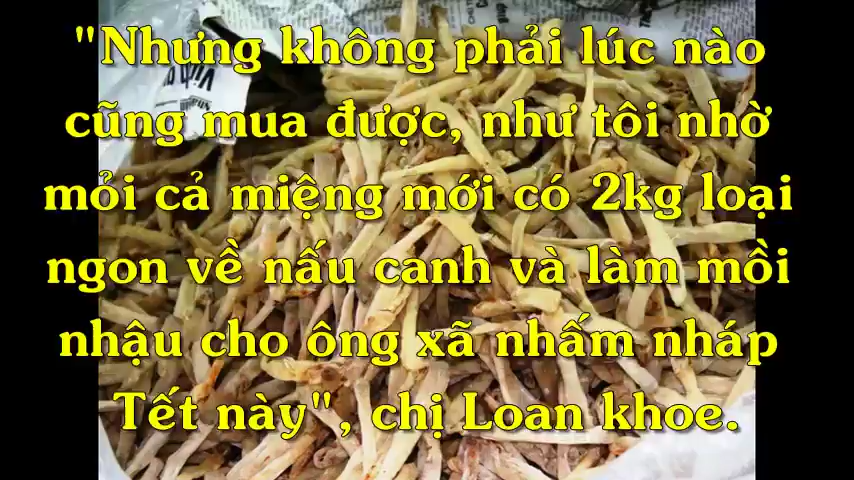 "Nhưng không phải lúc nào
cũng mua được, như tôi nhờ
mỏi cả miệng mới có 2kg loại
ngon về nấu canh và làm mồi
nhậu cho ông xã nhấm nháp
Tết này", chị Loan khoe.